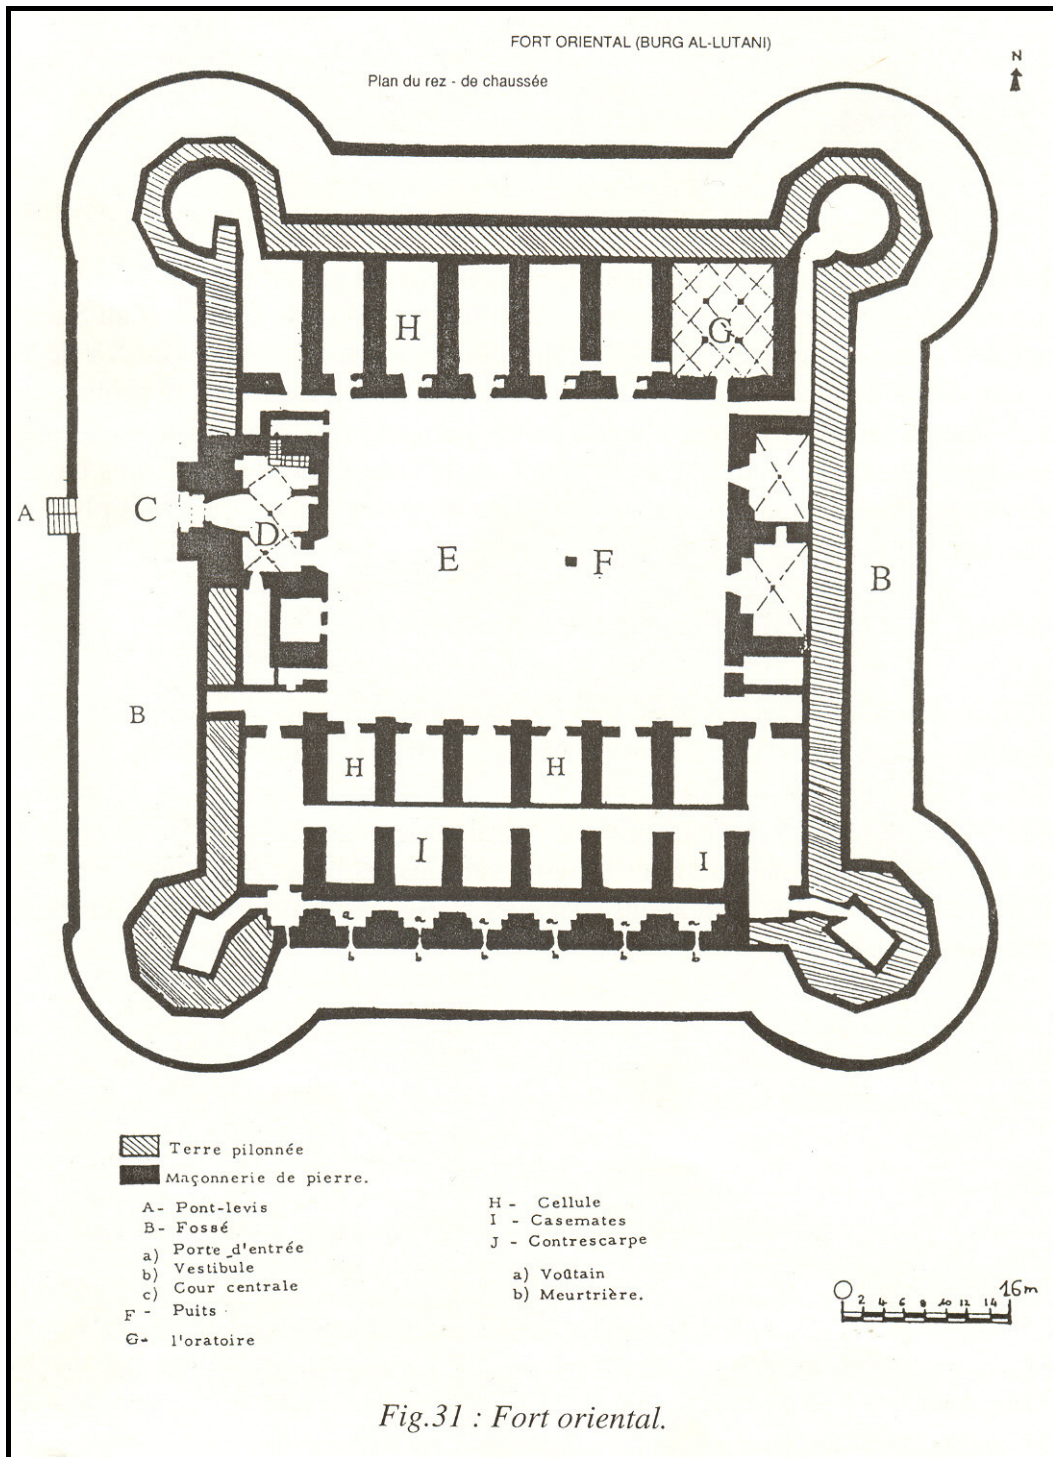 FORT ORIENTAL (BURG AL-LUTANI)
N
Plan du rez - de chaussée
H
G
A
C
D
E
F
B
B
H
H
I
I
a a a a a a
b b b b b b
Terre pilonnée
Maçonnerie de pierre.
A- Pont-levis
B- Fossé
a) Porte d'entrée
b) Vestibule
c) Cour centrale
F - Puits
G- l'oratoire
H - Cellule
I - Casemates
J - Contrescarpe
a) Voûtain
b) Meurtrière.
0 2 4 6 8 10 12 14 16m
Fig.31 : Fort oriental.